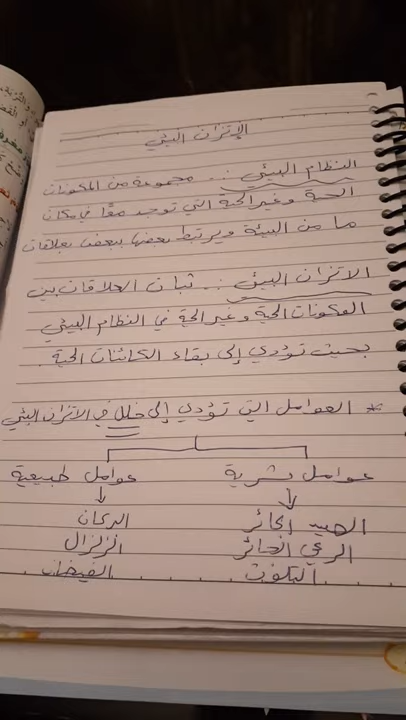 الإتزان البيئي
النظام البيئي .. مجموعة من المكونات
الحية وغير الحية التي توجد معًا في مكان
ما من البيئة ويرتبط بعضها ببعض بعلاقات
الاتزان البيئي .. ثبات العلاقات بين
المكونات الحية وغير الحية في النظام البيئي
بحيث تؤدي إلى بقاء الكائنات الحية
* العوامل التي تؤدي إلى خلل في الاتزان البيئي
عوامل بشرية عوامل طبيعية
الصيد الجائر البركان
الرعي الجائر الزلزال
التلوث الفيضان